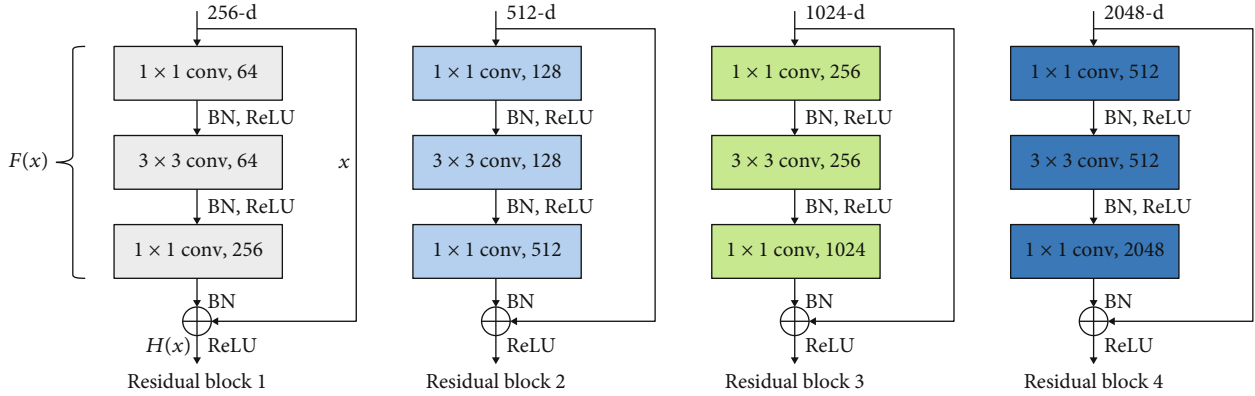 256-d
1 × 1 conv, 64
BN, ReLU
F(x)
3 × 3 conv, 64
x
BN, ReLU
1 × 1 conv, 256
BN
H(x)
ReLU
Residual block 1
512-d
1 × 1 conv, 128
BN, ReLU
3 × 3 conv, 128
BN, ReLU
1 × 1 conv, 512
BN
ReLU
Residual block 2
1024-d
1 × 1 conv, 256
BN, ReLU
3 × 3 conv, 256
BN, ReLU
1 × 1 conv, 1024
BN
ReLU
Residual block 3
2048-d
1 × 1 conv, 512
BN, ReLU
3 × 3 conv, 512
BN, ReLU
1 × 1 conv, 2048
BN
ReLU
Residual block 4